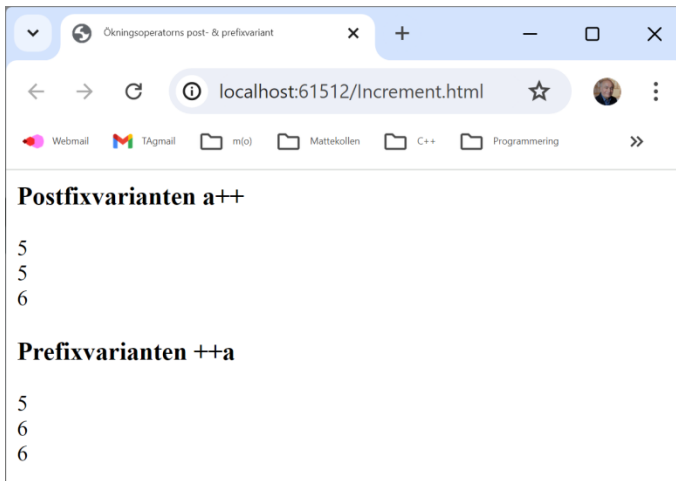 Ökningsoperatorns post- & prefixvariant
localhost:61512/Increment.html
Webmail TAgmail m(o) Mattekollen C++ Programmering
Postfixvarianten a++
5
5
6
Prefixvarianten ++a
5
6
6